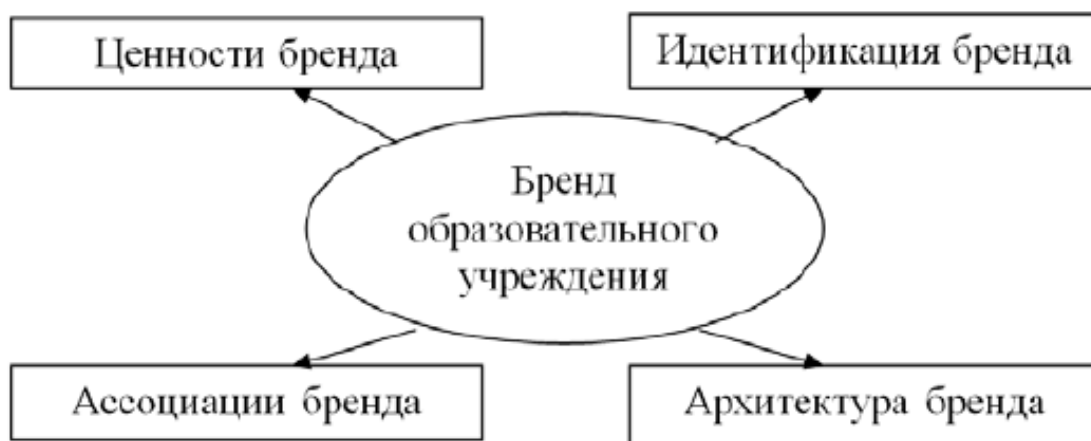 Ценности бренда
Идентификация бренда
Бренд
образовательного
учреждения
Ассоциации бренда
Архитектура бренда